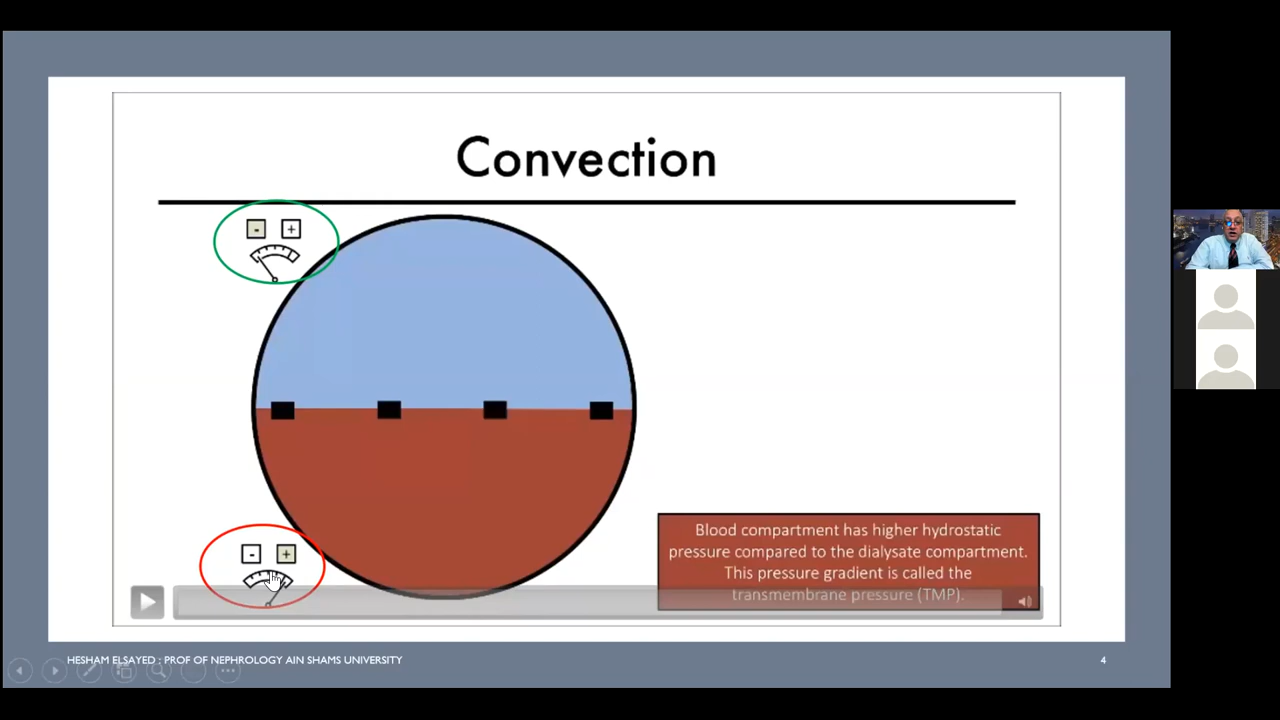 Convection
- +
- +
Blood compartment has higher hydrostatic
pressure compared to the dialysate compartment.
This pressure gradient is called the
transmembrane pressure (TMP).
HESHAM ELSAYED : PROF OF NEPHROLOGY AIN SHAMS UNIVERSITY
4